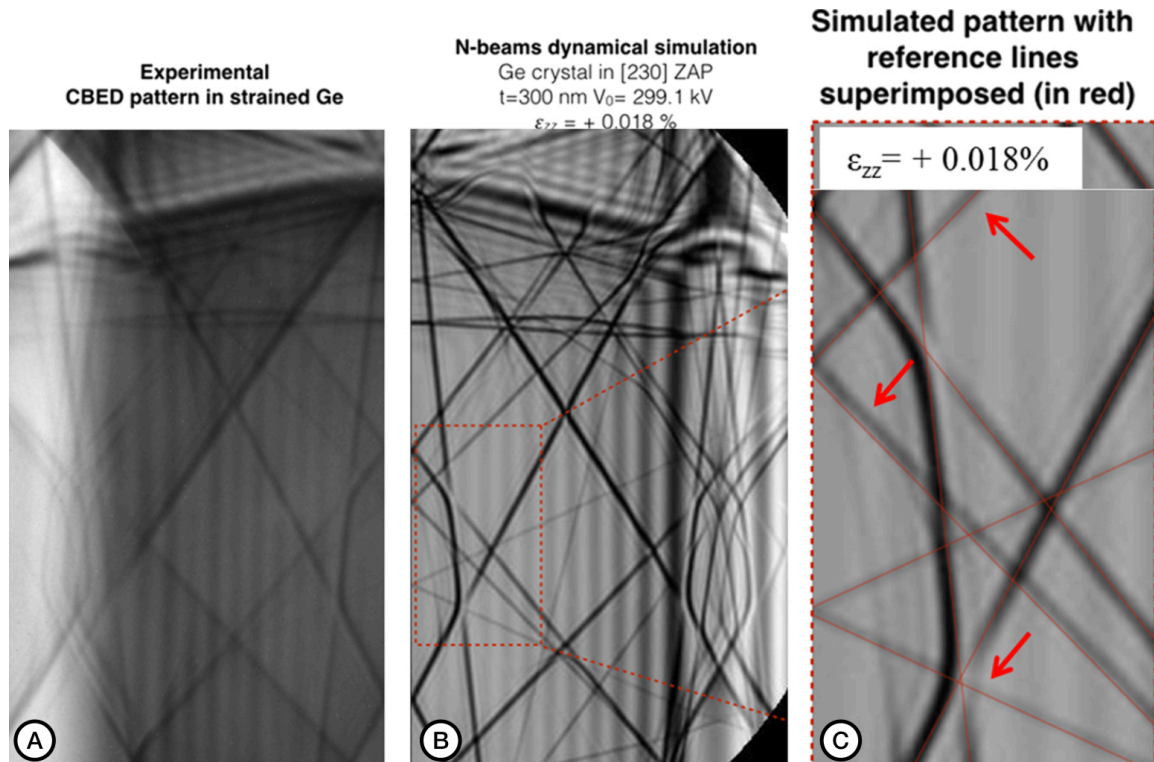 Experimental
CBED pattern in strained Ge
N-beams dynamical simulation
Ge crystal in [230] ZAP
t=300 nm V₀= 299.1 kV
εzz = + 0.018 %
Simulated pattern with
reference lines
superimposed (in red)
εzz= + 0.018%
A
B
C